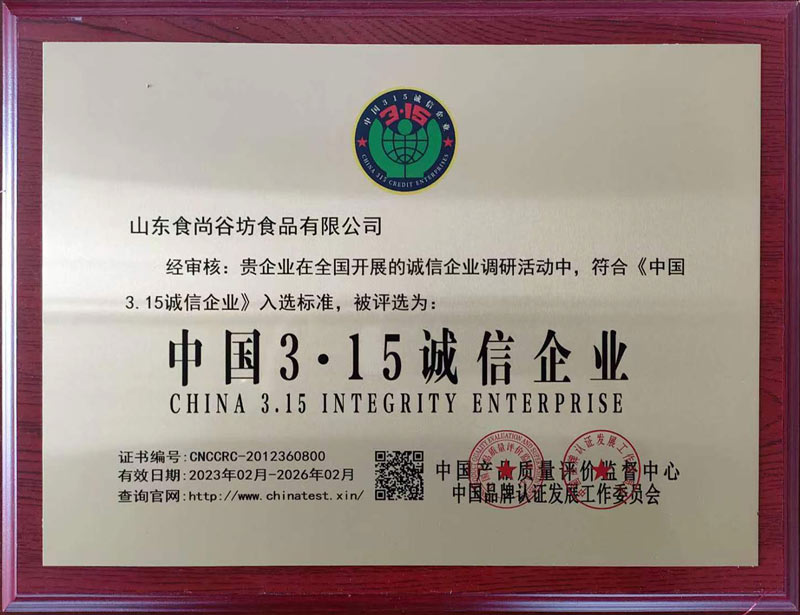 中国315诚信企业
3·15
CHINA 315 CREDIT ENTERPRISES
山东食尚谷坊食品有限公司
经审核：贵企业在全国开展的诚信企业调研活动中，符合《中国
3.15诚信企业》入选标准，被评选为：
中国3·15诚信企业
CHINA 3.15 INTEGRITY ENTERPRISE
证书编号:CNCCRC-2012360800
有效日期:2023年02月-2026年02月
查询官网:http://www.chinatest.xin/
中国产品质量评价监督中心
中国品牌认证发展工作委员会